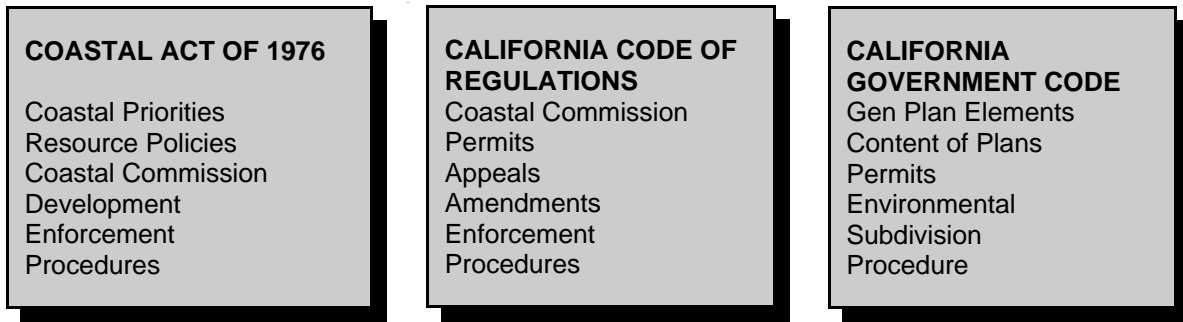 COASTAL ACT OF 1976
Coastal Priorities
Resource Policies
Coastal Commission
Development
Enforcement
Procedures
CALIFORNIA CODE OF
REGULATIONS
Coastal Commission
Permits
Appeals
Amendments
Enforcement
Procedures
CALIFORNIA
GOVERNMENT CODE
Gen Plan Elements
Content of Plans
Permits
Environmental
Subdivision
Procedure